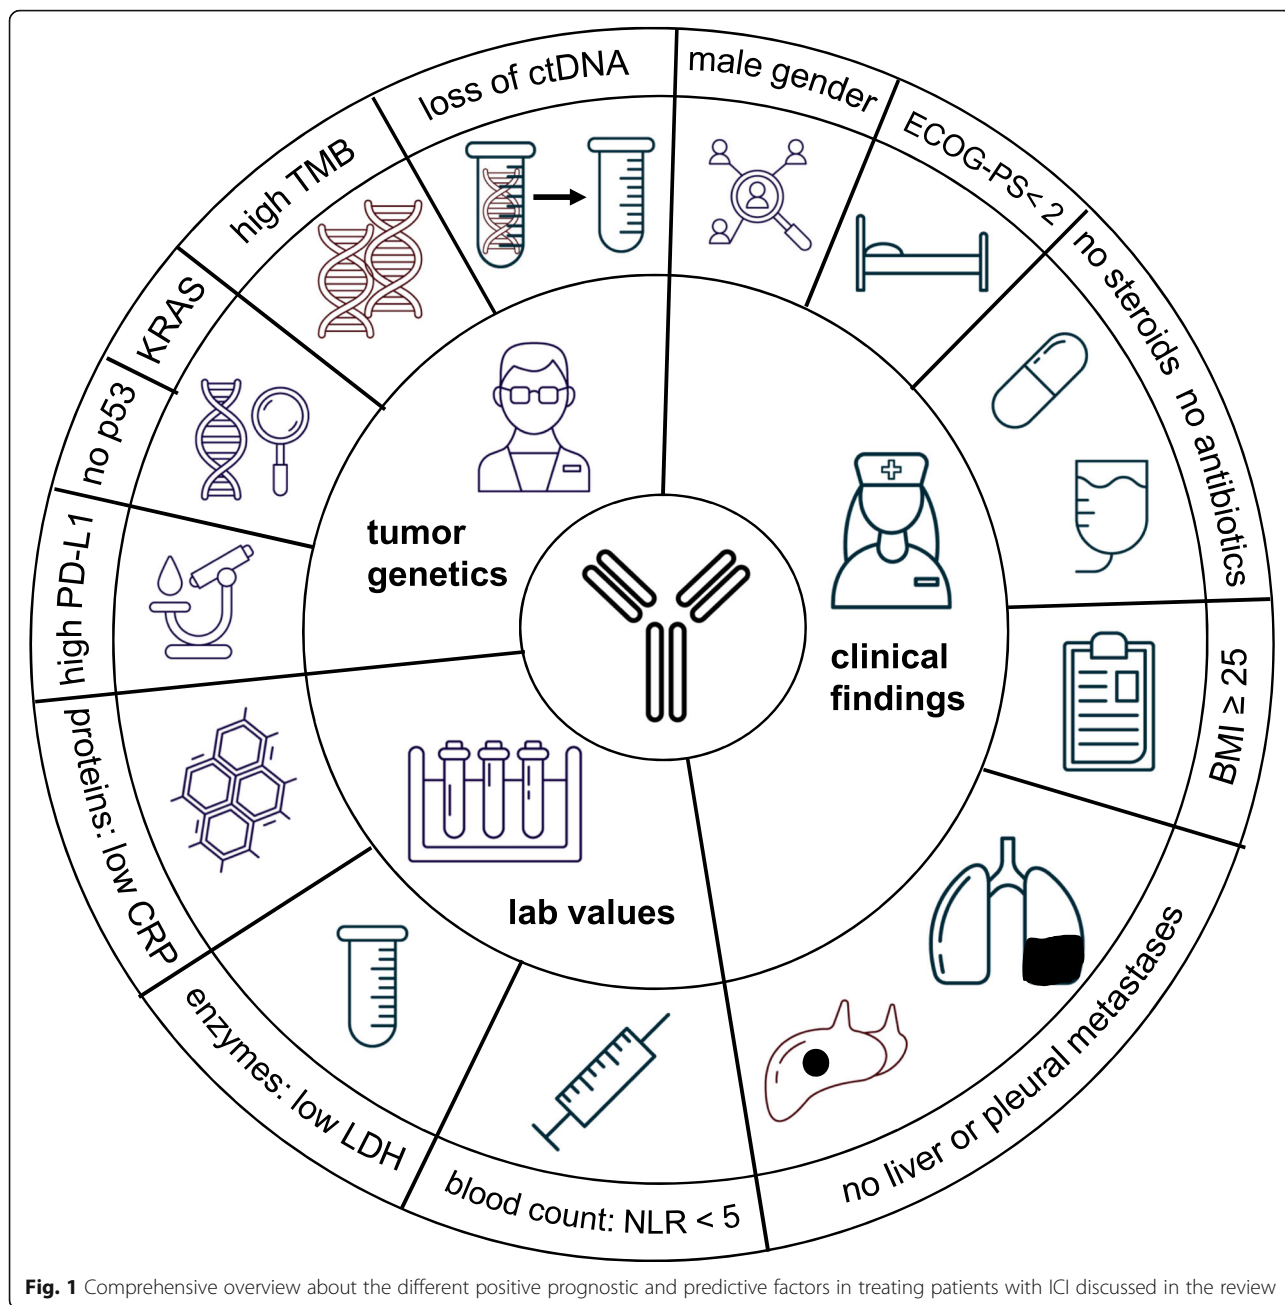 loss of ctDNA
male gender
ECOG-PS< 2
no steroids no antibiotics
BMI ≥ 25
no liver or pleural metastases
blood count: NLR < 5
enzymes: low LDH
proteins: low CRP
high PD-L1
no p53
KRAS
high TMB
tumor
genetics
clinical
findings
lab values
Fig. 1 Comprehensive overview about the different positive prognostic and predictive factors in treating patients with ICI discussed in the review